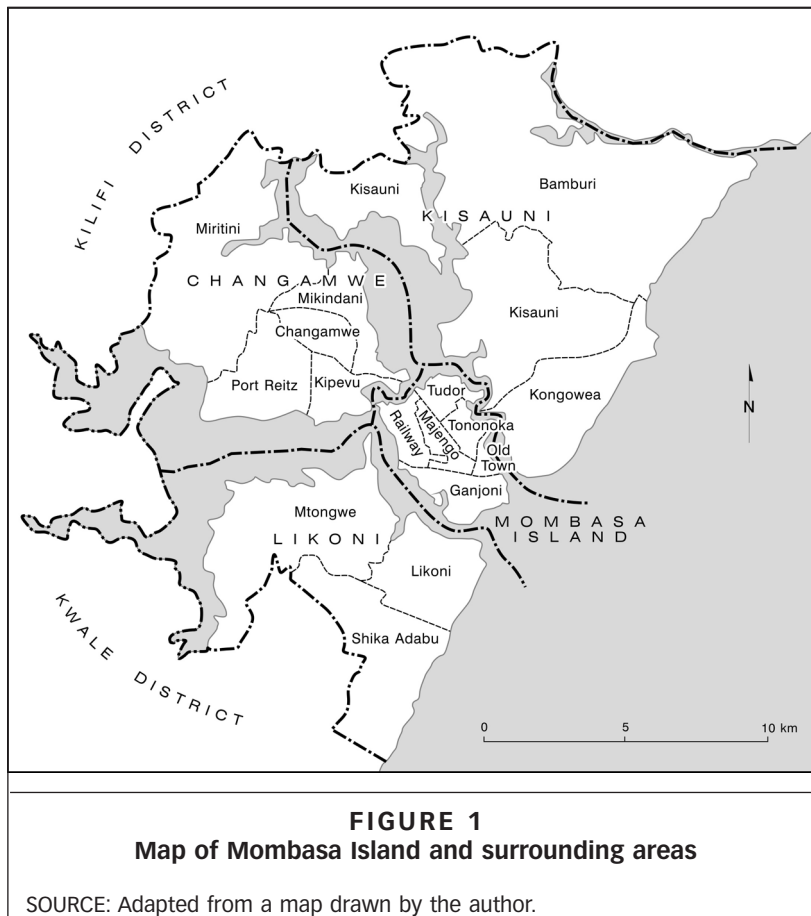 KILIFI DISTRICT
Kisauni
Bamburi
KISAUNI
Miritini
CHANGAMWE
Mikindani
Changamwe
Kisauni
Port Reitz
Kipevu
Tudor
Kongowea
Railway
Majengo
Tononoka
Old
Town
Ganjoni
N
Mtongwe
MOMBASA
ISLAND
LIKONI
Likoni
Shika Adabu
KWALE DISTRICT
0 5 10 km
FIGURE 1
Map of Mombasa Island and surrounding areas
SOURCE: Adapted from a map drawn by the author.